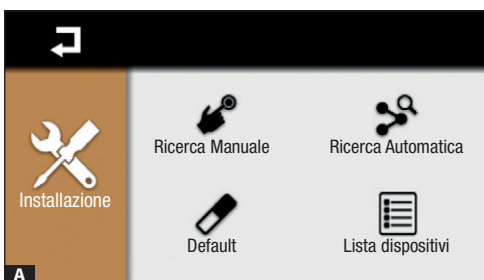 Ricerca Manuale
Ricerca Automatica
Installazione
Default
Lista dispositivi
A